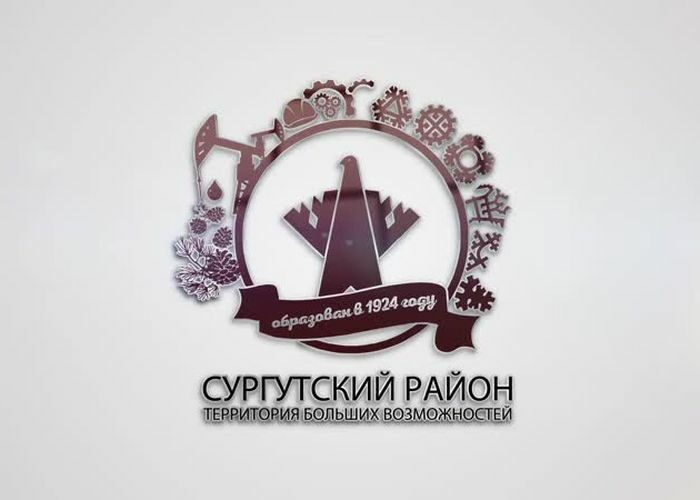 образован в 1924 году
СУРГУТСКИЙ РАЙОН
ТЕРРИТОРИЯ БОЛЬШИХ ВОЗМОЖНОСТЕЙ